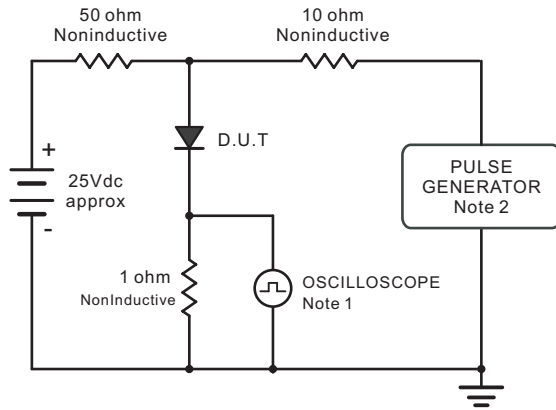 50 ohm
Noninductive
10 ohm
Noninductive
+
D.U.T
25Vdc
approx
-
PULSE
GENERATOR
Note 2
1 ohm
NonInductive
OSCILLOSCOPE
Note 1